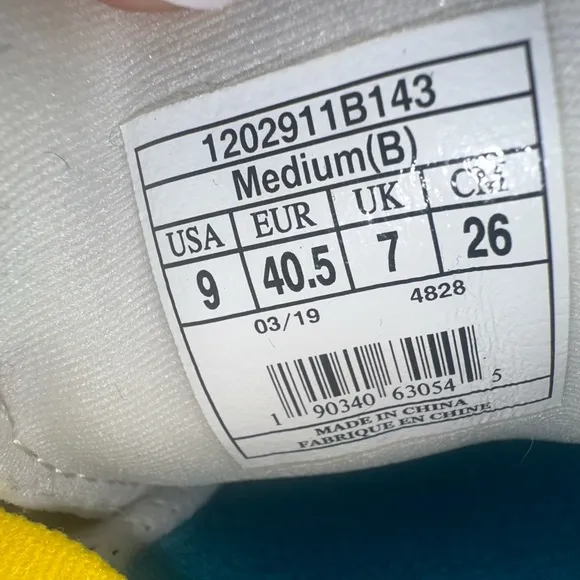 1202911B143
Medium(B)
USA EUR UK CM
9 40.5 7 26
03/19 4828
1 90340 63054 5
MADE IN CHINA
FABRIQUE EN CHINE